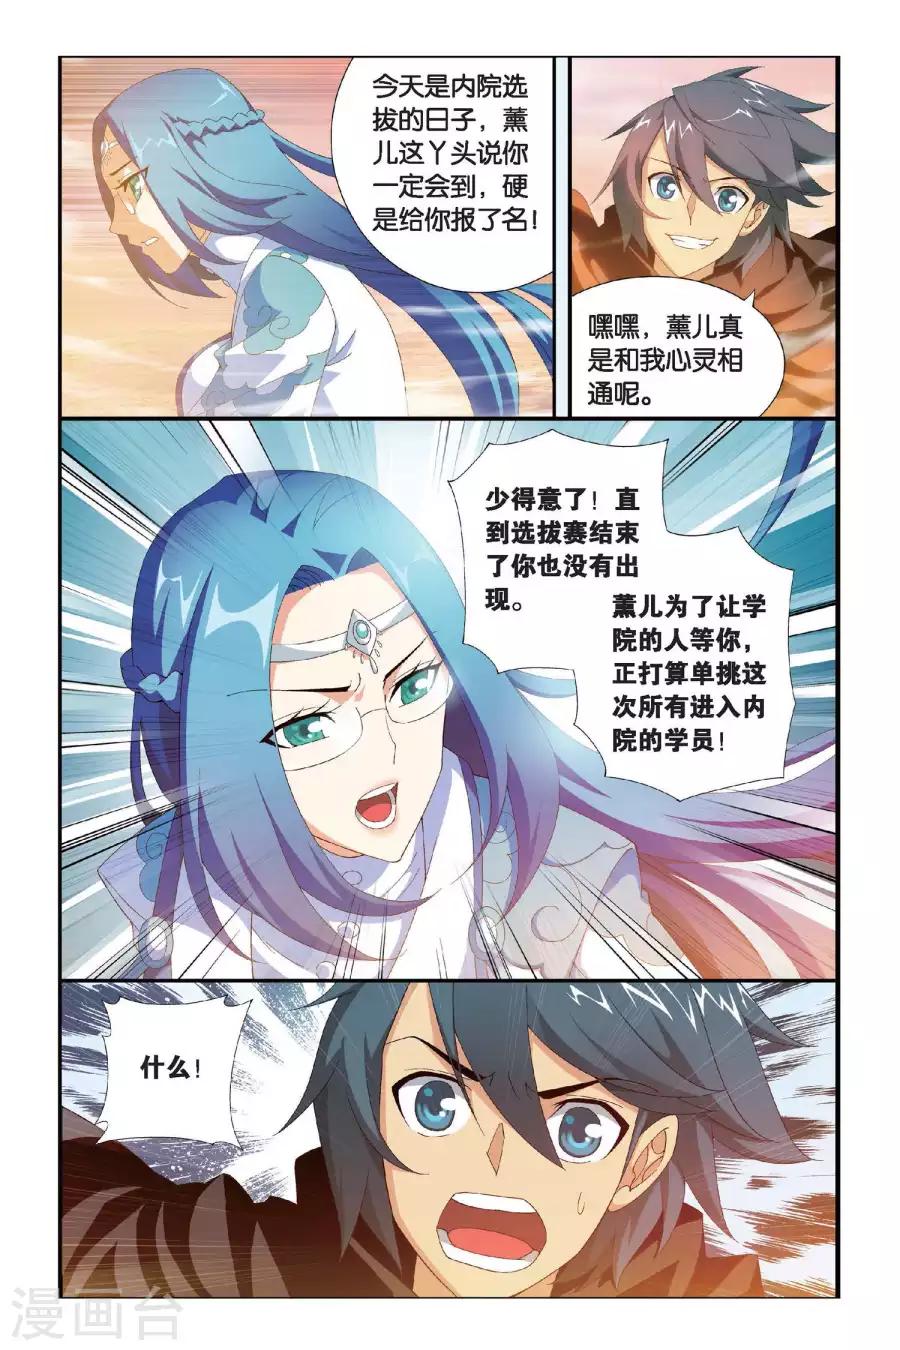 今天是内院选
拔的日子，薰
儿这丫头说你
一定会到，硬
是给你报了名！
嘿嘿，薰儿真
是和我心灵相
通呢。
少得意了！直
到选拔赛结束
了你也没有出
现。
薰儿为了让学
院的人等你，
正打算单挑这
次所有进入内
院的学员！
什么！
漫画台